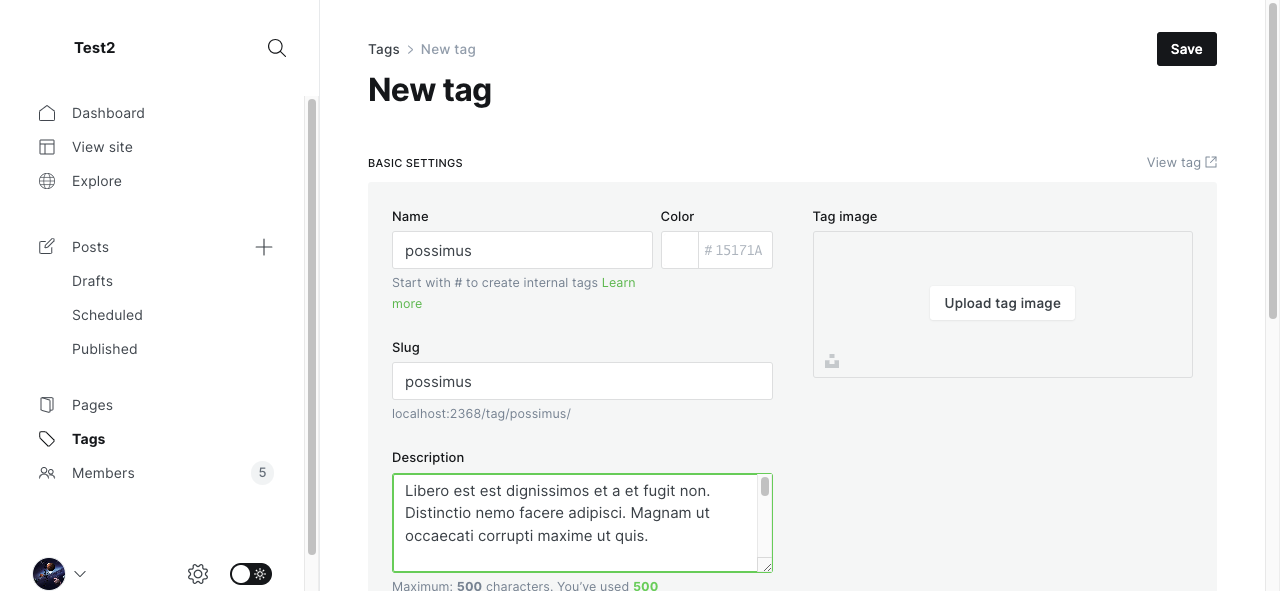 Test2
Dashboard
View site
Explore
Posts
Drafts
Scheduled
Published
Pages
Tags
Members
5
Tags
New tag
Save
New tag
BASIC SETTINGS
View tag
Name
possimus
Start with # to create internal tags Learn
more
Color
# 15171A
Slug
possimus
localhost:2368/tag/possimus/
Description
Libero est est dignissimos et a et fugit non.
Distinctio nemo facere adipisci. Magnam ut
occaecati corrupti maxime ut quis.
Maximum: 500 characters. You’ve used 500
Tag image
Upload tag image